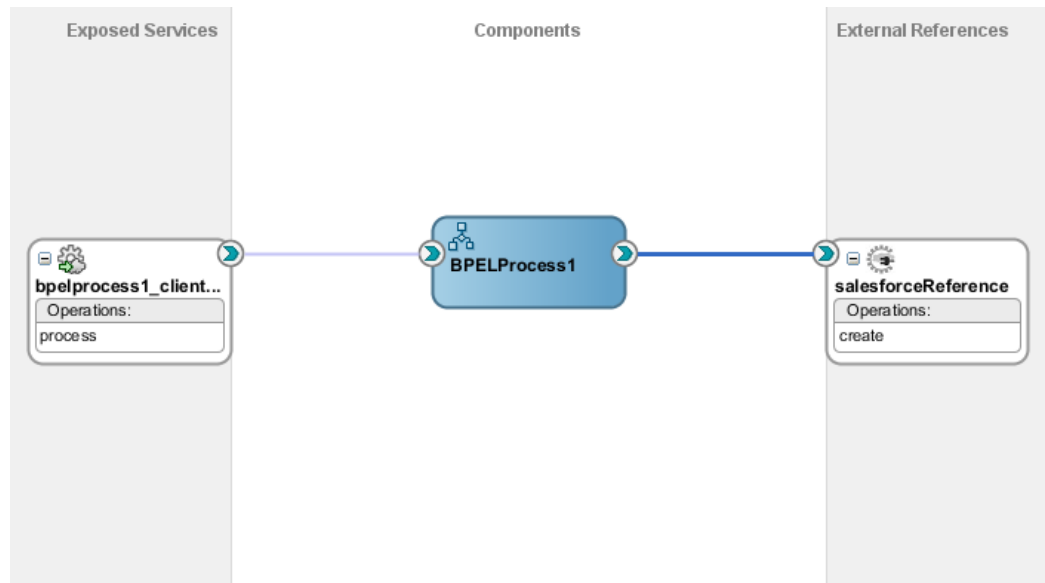 Exposed Services
Components
External References
bpelprocess1_client...
Operations:
process
BPELProcess1
salesforceReference
Operations:
create